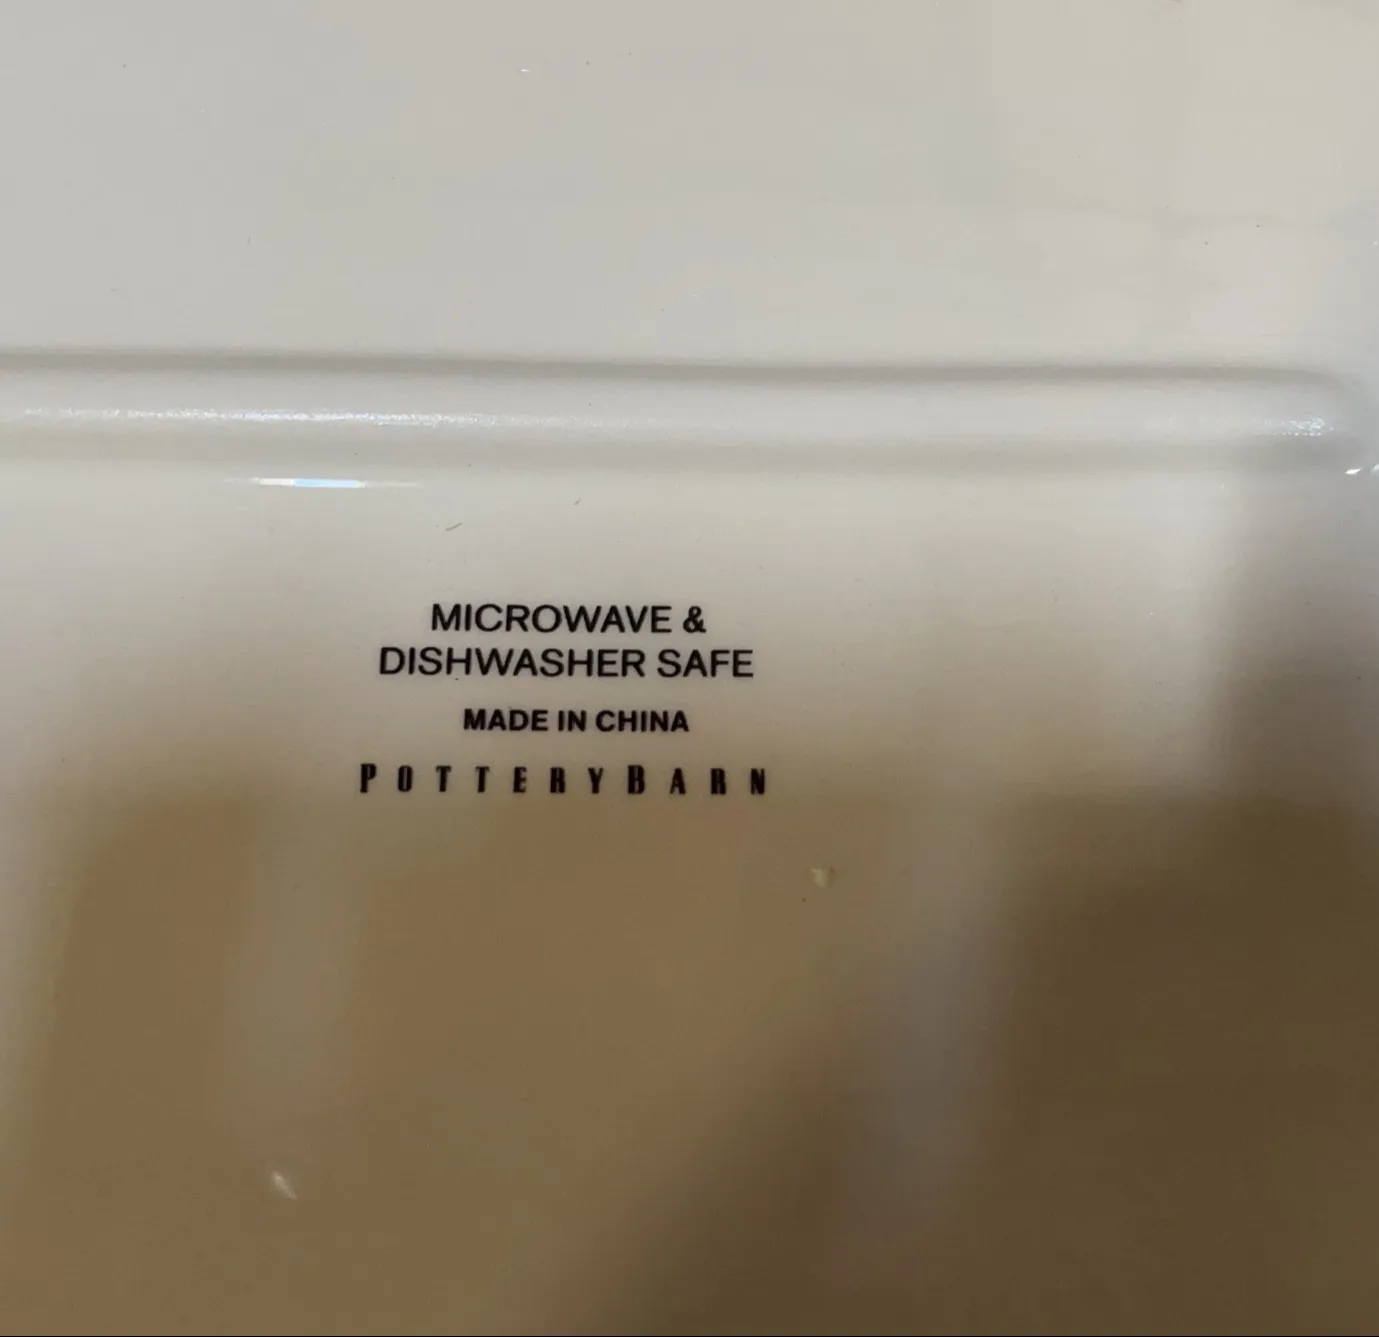 MICROWAVE &
DISHWASHER SAFE
MADE IN CHINA
POTTERYBARN